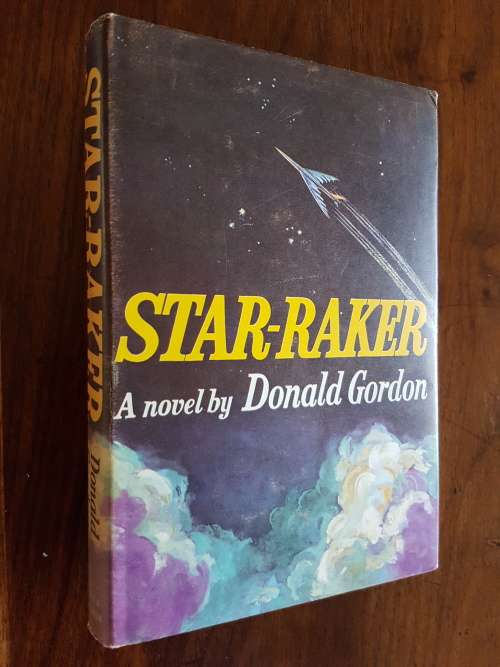 STAR-RAKER
A novel by Donald Gordon
STAR-RAKER Donald